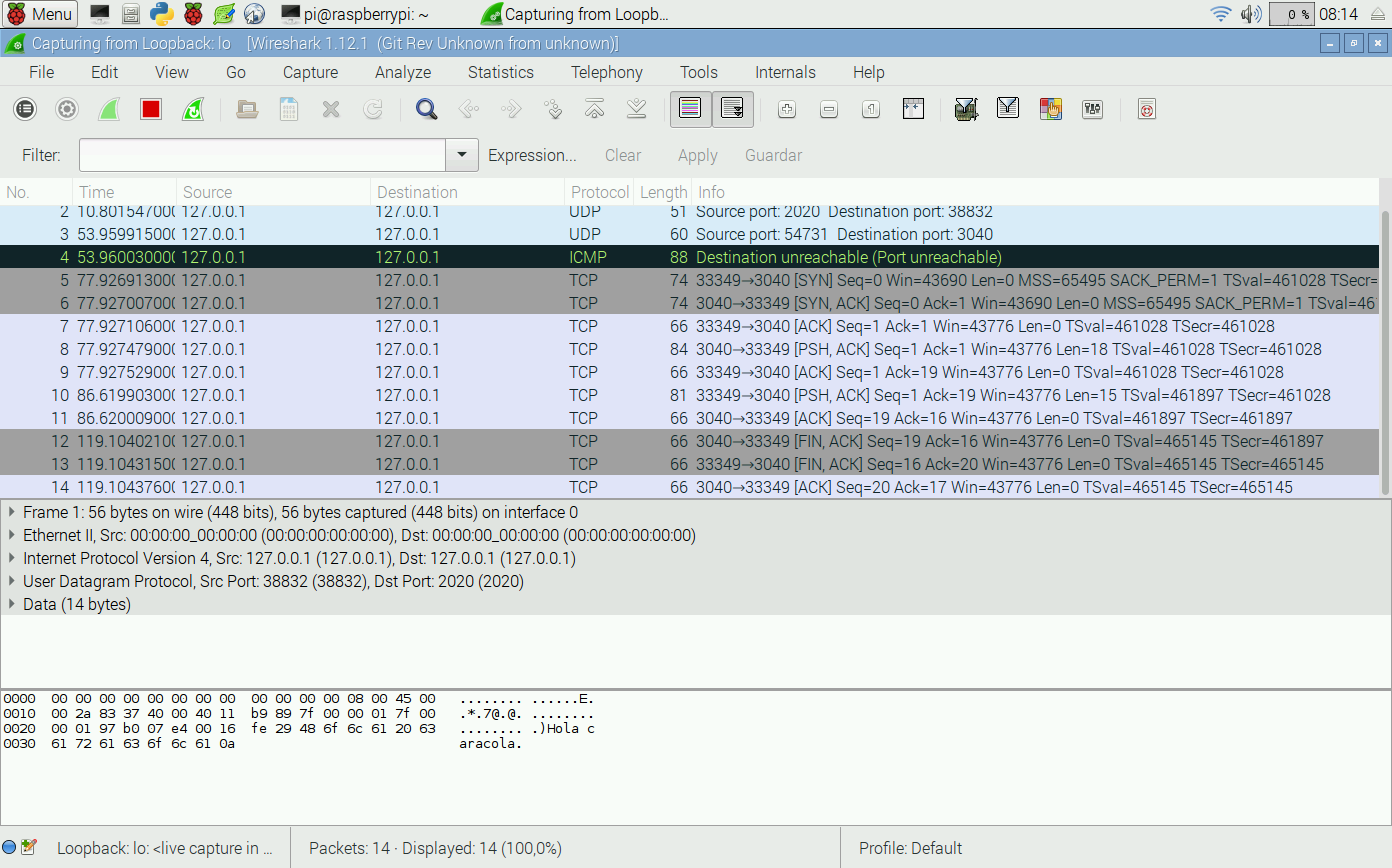 Menu pi@raspberrypi: ~ Capturing from Loopb... 0 % 08:14
Capturing from Loopback: lo [Wireshark 1.12.1 (Git Rev Unknown from unknown)]
File Edit View Go Capture Analyze Statistics Telephony Tools Internals Help
Filter: Expression... Clear Apply Guardar
No. Time Source Destination Protocol Length Info
2 10.801547000 127.0.0.1 127.0.0.1 UDP 51 Source port: 2020 Destination port: 38832
3 53.959915000 127.0.0.1 127.0.0.1 UDP 60 Source port: 54731 Destination port: 3040
4 53.960030000 127.0.0.1 127.0.0.1 ICMP 88 Destination unreachable (Port unreachable)
5 77.926913000 127.0.0.1 127.0.0.1 TCP 74 33349→3040 [SYN] Seq=0 Win=43690 Len=0 MSS=65495 SACK_PERM=1 TSval=461028 TSecr=
6 77.927007000 127.0.0.1 127.0.0.1 TCP 74 3040→33349 [SYN, ACK] Seq=0 Ack=1 Win=43690 Len=0 MSS=65495 SACK_PERM=1 TSval=461
7 77.927106000 127.0.0.1 127.0.0.1 TCP 66 33349→3040 [ACK] Seq=1 Ack=1 Win=43776 Len=0 TSval=461028 TSecr=461028
8 77.927479000 127.0.0.1 127.0.0.1 TCP 84 3040→33349 [PSH, ACK] Seq=1 Ack=1 Win=43776 Len=18 TSval=461028 TSecr=461028
9 77.927529000 127.0.0.1 127.0.0.1 TCP 66 33349→3040 [ACK] Seq=1 Ack=19 Win=43776 Len=0 TSval=461028 TSecr=461028
10 86.619903000 127.0.0.1 127.0.0.1 TCP 81 33349→3040 [PSH, ACK] Seq=1 Ack=19 Win=43776 Len=15 TSval=461897 TSecr=461028
11 86.620009000 127.0.0.1 127.0.0.1 TCP 66 3040→33349 [ACK] Seq=19 Ack=16 Win=43776 Len=0 TSval=461897 TSecr=461897
12 119.10402100 127.0.0.1 127.0.0.1 TCP 66 3040→33349 [FIN, ACK] Seq=19 Ack=16 Win=43776 Len=0 TSval=465145 TSecr=461897
13 119.10431500 127.0.0.1 127.0.0.1 TCP 66 33349→3040 [FIN, ACK] Seq=16 Ack=20 Win=43776 Len=0 TSval=465145 TSecr=465145
14 119.10437600 127.0.0.1 127.0.0.1 TCP 66 3040→33349 [ACK] Seq=20 Ack=17 Win=43776 Len=0 TSval=465145 TSecr=465145
Frame 1: 56 bytes on wire (448 bits), 56 bytes captured (448 bits) on interface 0
Ethernet II, Src: 00:00:00_00:00:00 (00:00:00:00:00:00), Dst: 00:00:00_00:00:00 (00:00:00:00:00:00)
Internet Protocol Version 4, Src: 127.0.0.1 (127.0.0.1), Dst: 127.0.0.1 (127.0.0.1)
User Datagram Protocol, Src Port: 38832 (38832), Dst Port: 2020 (2020)
Data (14 bytes)
0000 00 00 00 00 00 00 00 00 00 00 00 00 08 00 45 00 ........ ......E.
0010 00 2a 83 37 40 00 40 11 b9 89 7f 00 00 01 7f 00 .*.7@.@. ........
0020 00 01 97 b0 07 e4 00 16 fe 29 48 6f 6c 61 20 63 ........ .)Hola c
0030 61 72 61 63 6f 6c 61 0a aracola.
Loopback: lo: <live capture in ... Packets: 14 · Displayed: 14 (100,0%) Profile: Default